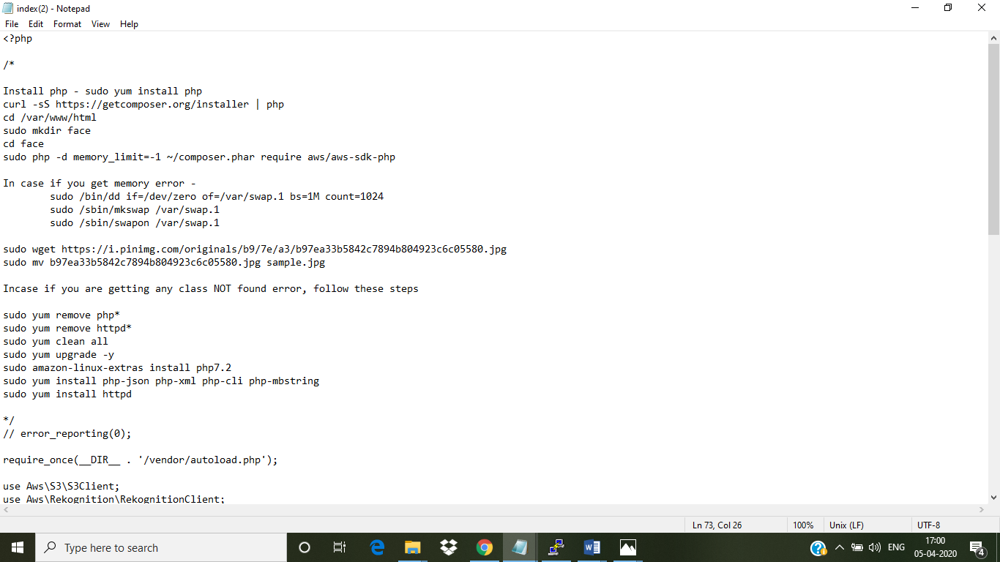 index(2) - Notepad
File Edit Format View Help
<?php
/*
Install php - sudo yum install php
curl -sS https://getcomposer.org/installer | php
cd /var/www/html
sudo mkdir face
cd face
sudo php -d memory_limit=-1 ~/composer.phar require aws/aws-sdk-php
In case if you get memory error -
sudo /bin/dd if=/dev/zero of=/var/swap.1 bs=1M count=1024
sudo /sbin/mkswap /var/swap.1
sudo /sbin/swapon /var/swap.1
sudo wget https://i.pinimg.com/originals/b9/7e/a3/b97ea33b5842c7894b804923c6c05580.jpg
sudo mv b97ea33b5842c7894b804923c6c05580.jpg sample.jpg
Incase if you are getting any class NOT found error, follow these steps
sudo yum remove php*
sudo yum remove httpd*
sudo yum clean all
sudo yum upgrade -y
sudo amazon-linux-extras install php7.2
sudo yum install php-json php-xml php-cli php-mbstring
sudo yum install httpd
*/
// error_reporting(0);
require_once(__DIR__ . '/vendor/autoload.php');
use Aws\S3\S3Client;
use Aws\Rekognition\RekognitionClient;
Ln 73, Col 26 100% Unix (LF) UTF-8
Type here to search
ENG
17:00
05-04-2020
4